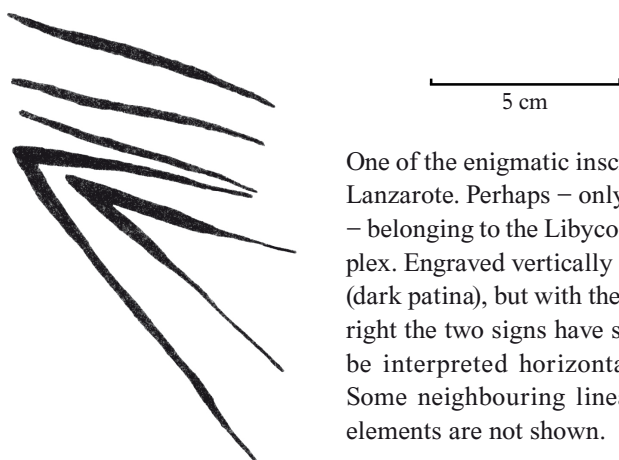 5 cm
One of the enigmatic insc
Lanzarote. Perhaps – only
– belonging to the Libyco
plex. Engraved vertically
(dark patina), but with the
right the two signs have s
be interpreted horizonta
Some neighbouring line
elements are not shown.